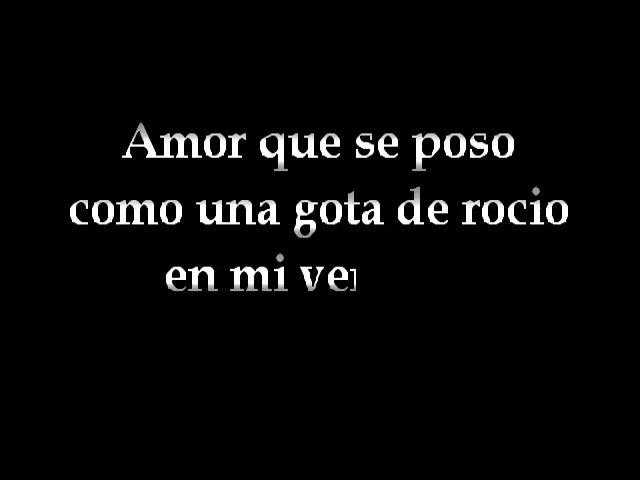 Amor que se poso
como una gota de rocio
en mi